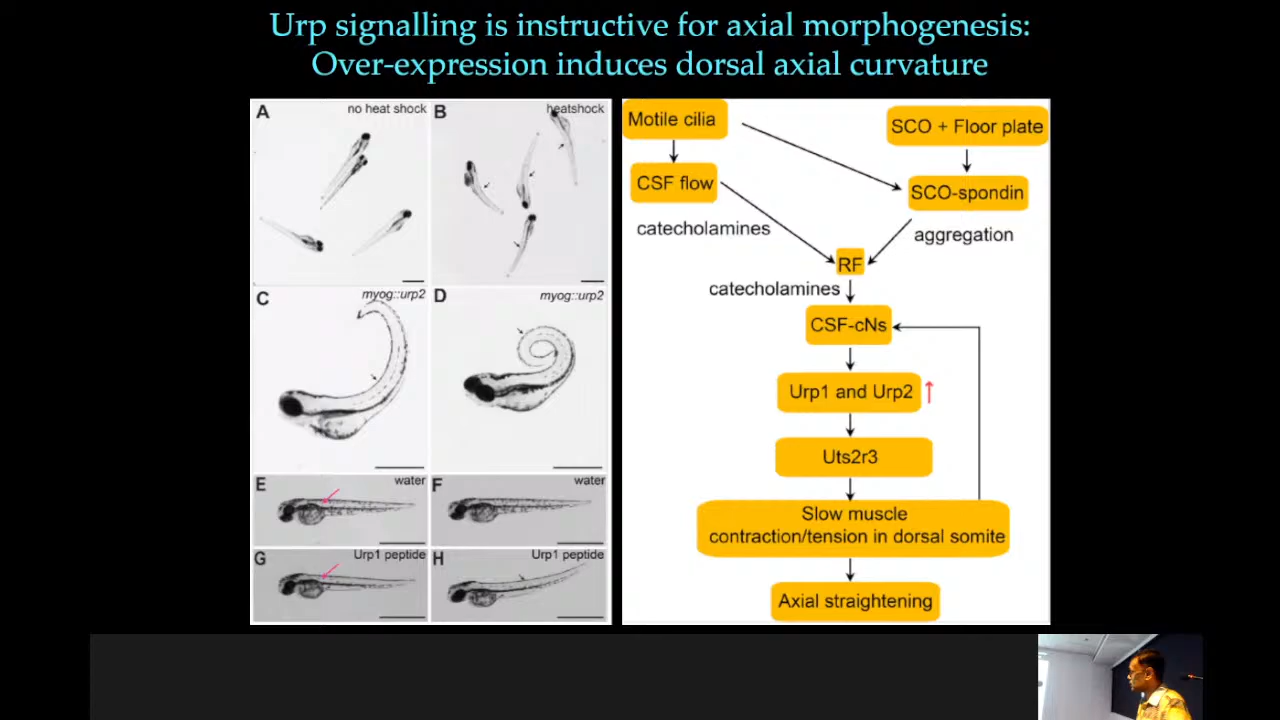 Urp signalling is instructive for axial morphogenesis:
Over-expression induces dorsal axial curvature
A
no heat shock
B
heatshock
C
myog::urp2
D
myog::urp2
E
water
F
water
G
Urp1 peptide
H
Urp1 peptide
Motile cilia
SCO + Floor plate
CSF flow
SCO-spondin
catecholamines
aggregation
RF
catecholamines
CSF-cNs
Urp1 and Urp2
Uts2r3
Slow muscle
contraction/tension in dorsal somite
Axial straightening